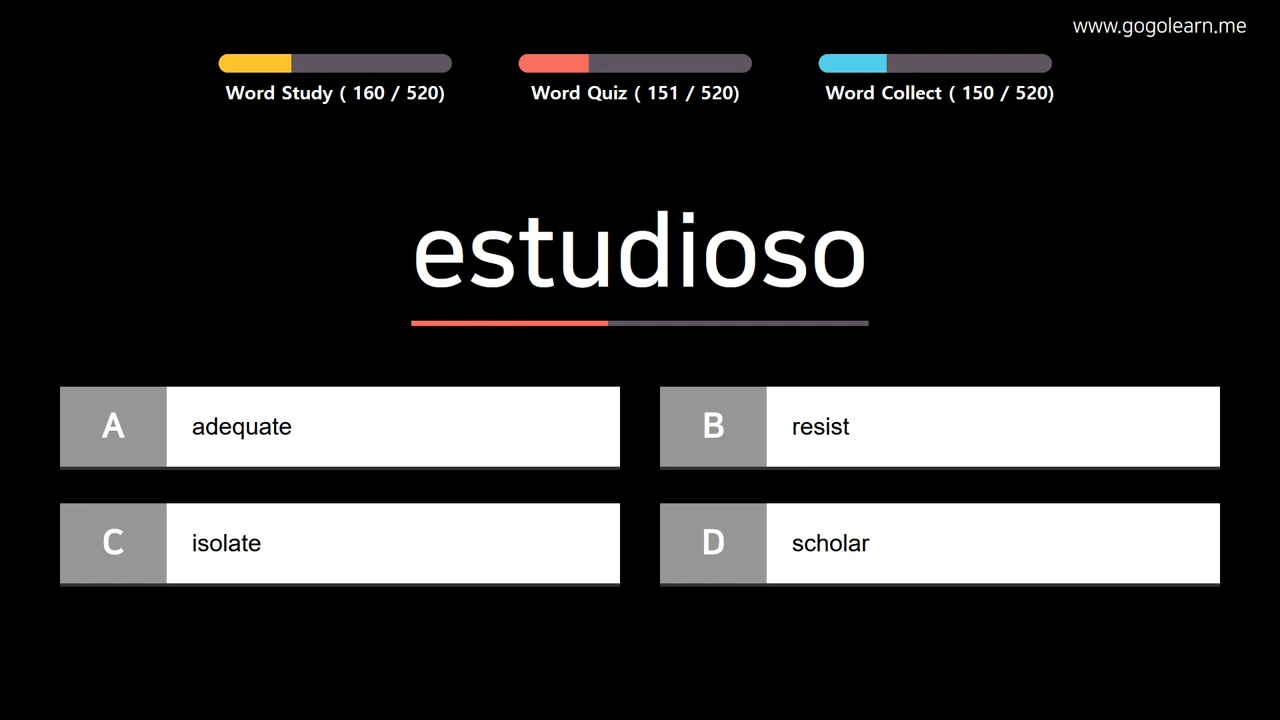 www.gogolearn.me
Word Study ( 160 / 520)
Word Quiz ( 151 / 520)
Word Collect ( 150 / 520)
estudioso
A adequate
B resist
C isolate
D scholar